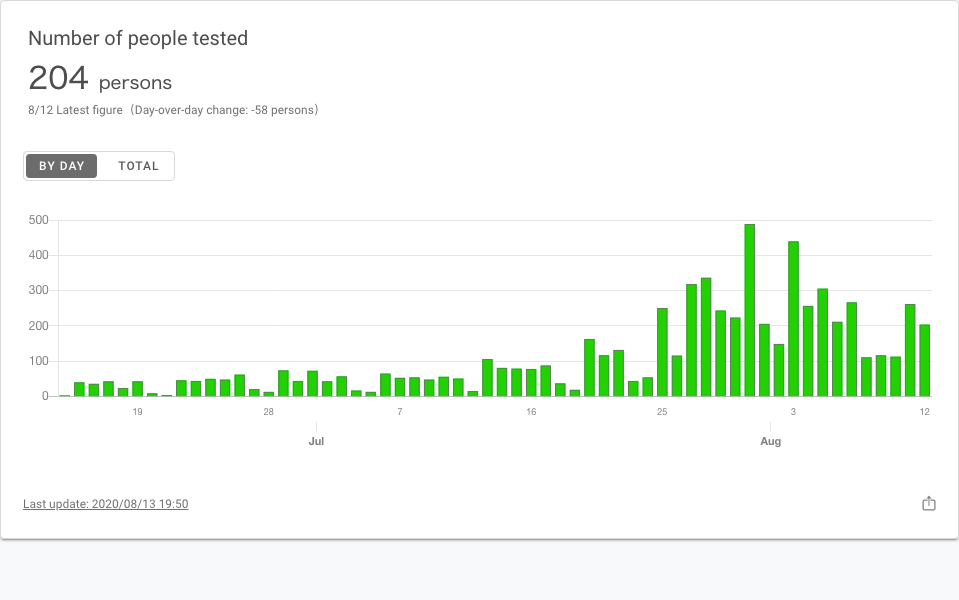 Number of people tested
204 persons
8/12 Latest figure（Day-over-day change: -58 persons）
BY DAY TOTAL
500
400
300
200
100
0
19 28 7 16 25 3 12
Jul Aug
Last update: 2020/08/13 19:50